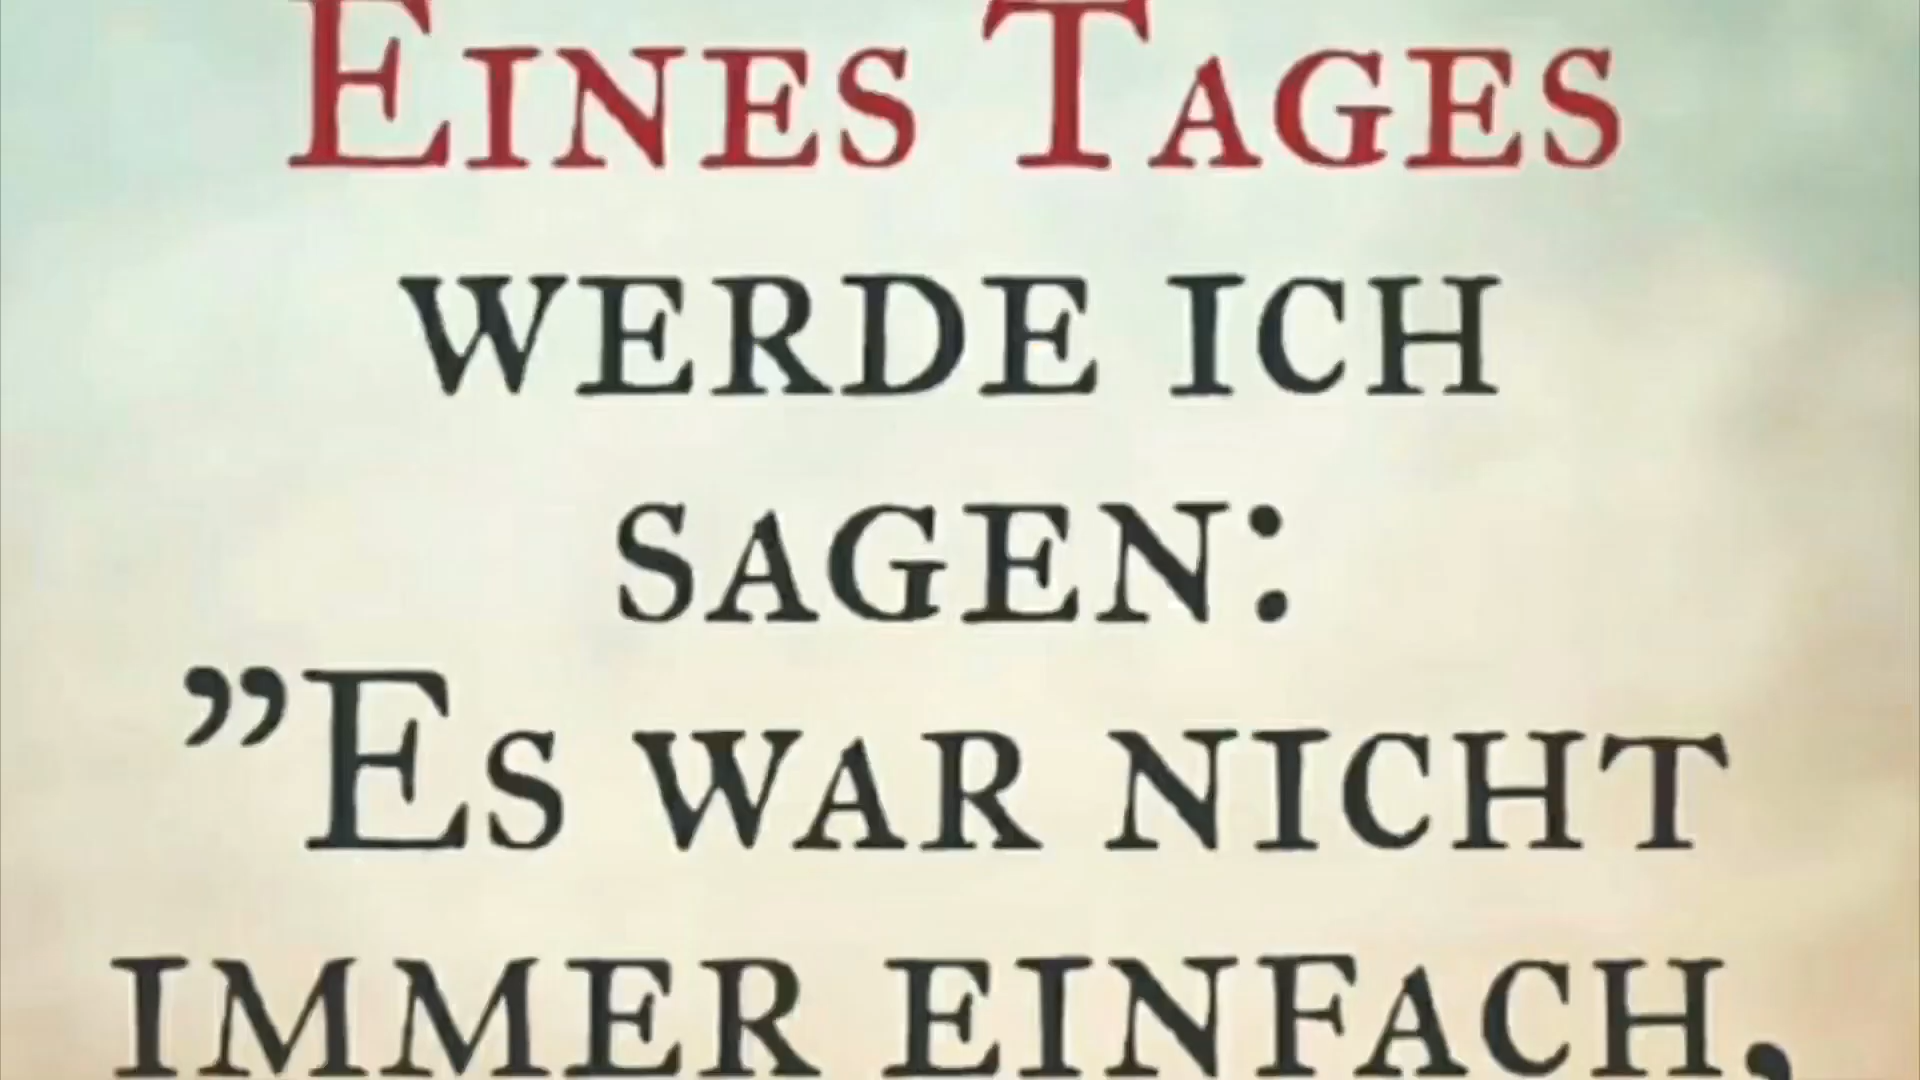 Eines Tages
werde ich
sagen:
”Es war nicht
immer einfach,